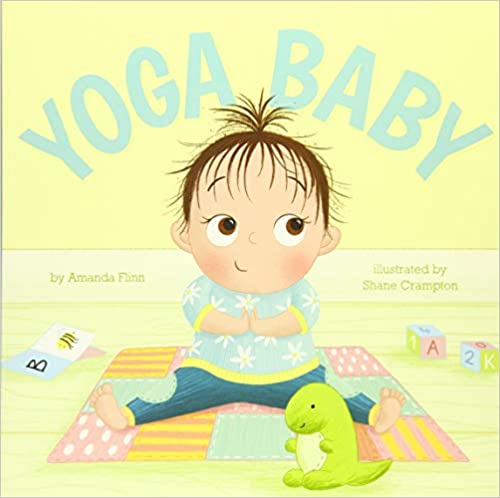 YOGA BABY
by Amanda Flinn
illustrated by
Shane Crampton
B
1 A
2 K